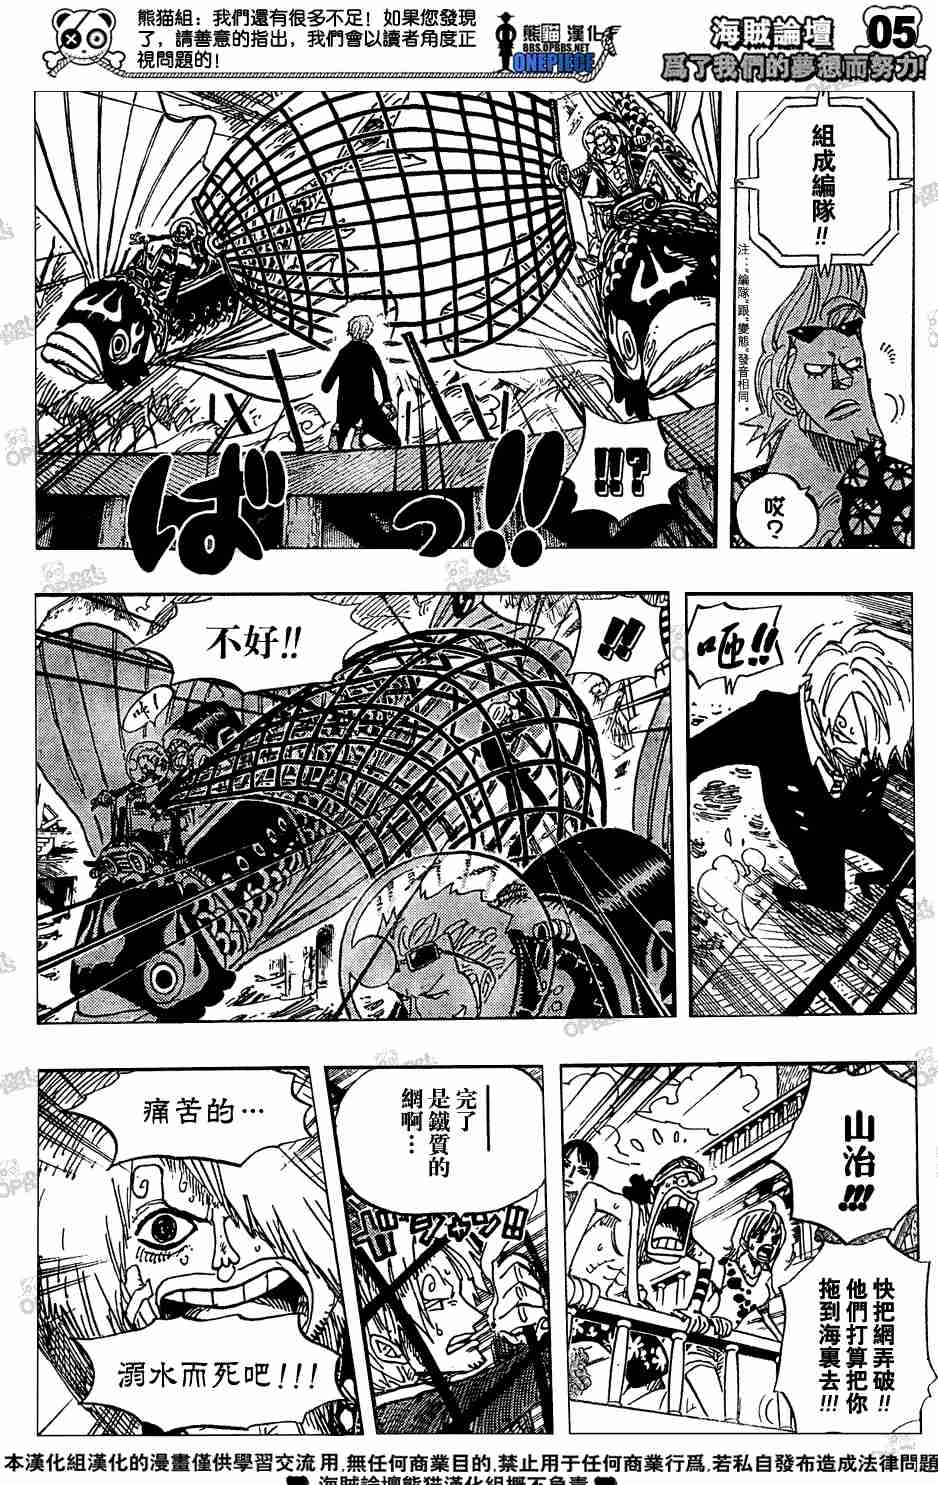 熊猫組：我們還有很多不足！如果您發現
了，請善意的指出，我們會以讀者角度正
視問題的！
熊猫漢化
BBS.OPBBS.NET
ONEPIECE
海賊論壇
05
爲了我們的夢想而努力!
組成編隊!!
注："編隊"跟"變態"發音相同。
哎?
!!?
ばっ!!
咂!!
!!
不好!!
山治!!!
快把網弄破!!
他們打算把你
拖到海裏去!!!
完了——
是鐵質的
網啊…
痛苦的…
溺水而死吧!!!
本漢化組漢化的漫畫僅供學習交流用,無任何商業目的,禁止用于任何商業行爲,若私自發布造成法律問題
海賊論壇熊猫漢化組概不負責